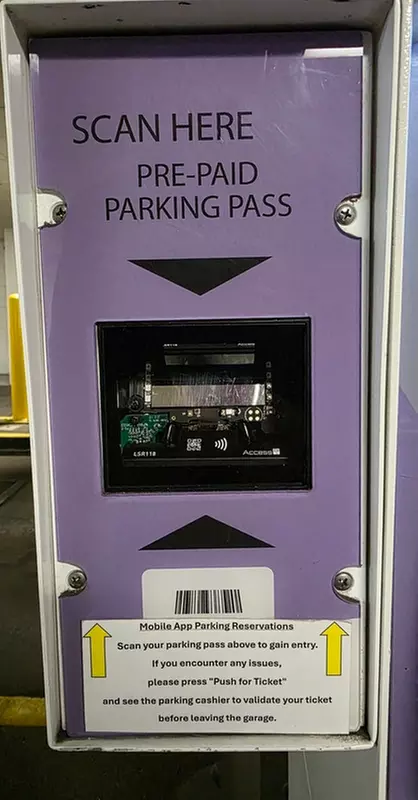 SCAN HERE
PRE-PAID
PARKING PASS
LSR118 Access
LSR118 ACCESS
Mobile App Parking Reservations
Scan your parking pass above to gain entry.
If you encounter any issues,
please press "Push for Ticket"
and see the parking cashier to validate your ticket
before leaving the garage.